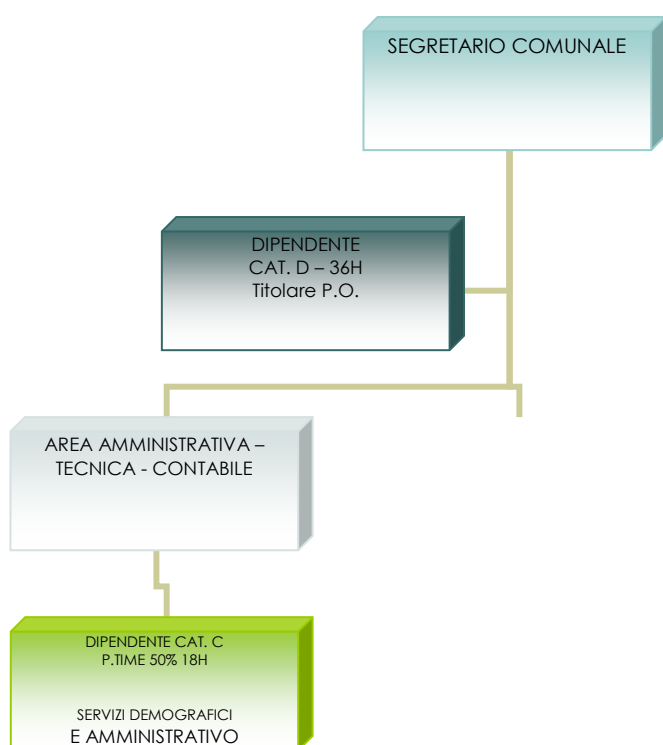 SEGRETARIO COMUNALE
DIPENDENTE
CAT. D – 36H
Titolare P.O.
AREA AMMINISTRATIVA –
TECNICA - CONTABILE
DIPENDENTE CAT. C
P.TIME 50% 18H
SERVIZI DEMOGRAFICI
E AMMINISTRATIVO